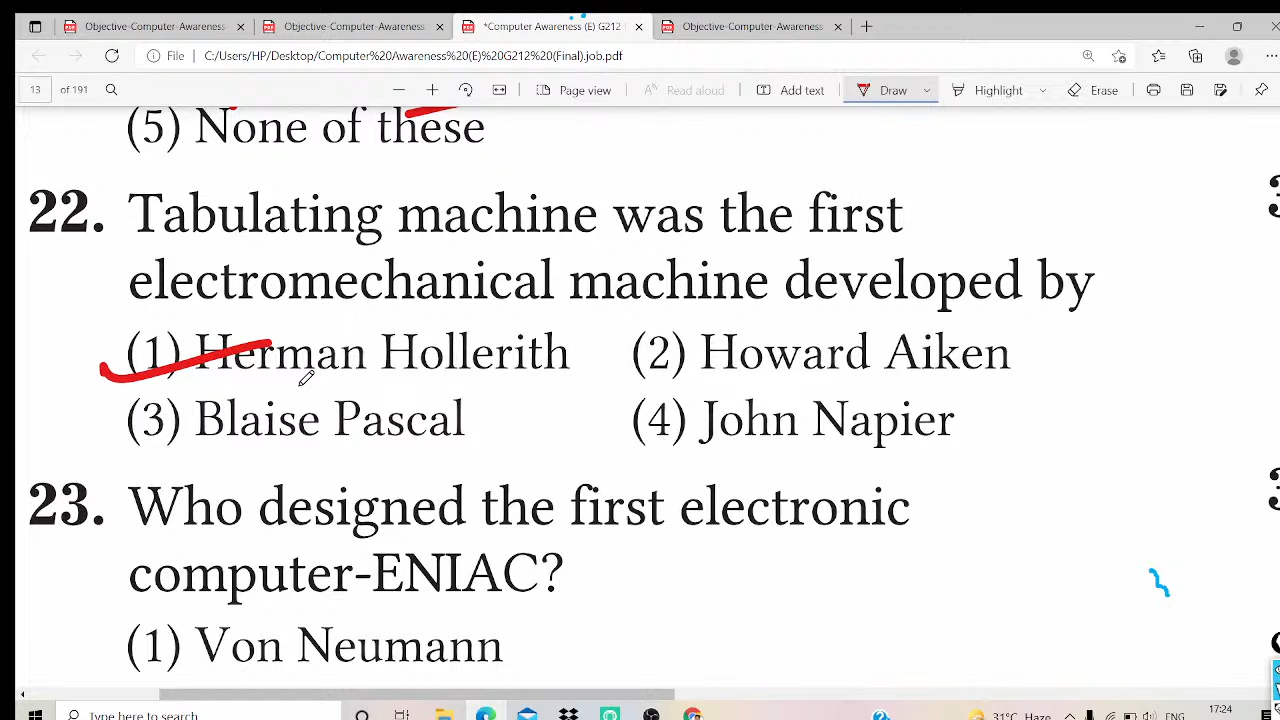 Objective-Computer-Awareness
Objective-Computer-Awareness
*Computer Awareness (E) G212
Objective-Computer-Awareness
File
C:/Users/HP/Desktop/Computer%20Awareness%20(E)%20G212%20(Final).job.pdf
13 of 191
Page view
Read aloud
Add text
Draw
Highlight
Erase
(5) None of these
22. Tabulating machine was the first
electromechanical machine developed by
(1) Herman Hollerith (2) Howard Aiken
(3) Blaise Pascal (4) John Napier
23. Who designed the first electronic
computer-ENIAC?
(1) Von Neumann
Type here to search
31°C Haze
ENG
17:24